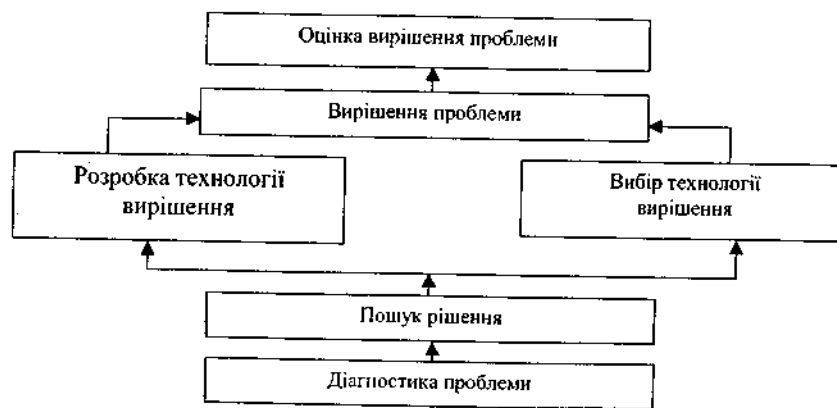 Оцінка вирішення проблеми
Вирішення проблеми
Розробка технології
вирішення
Вибір технології
вирішення
Пошук рішення
Діагностика проблеми